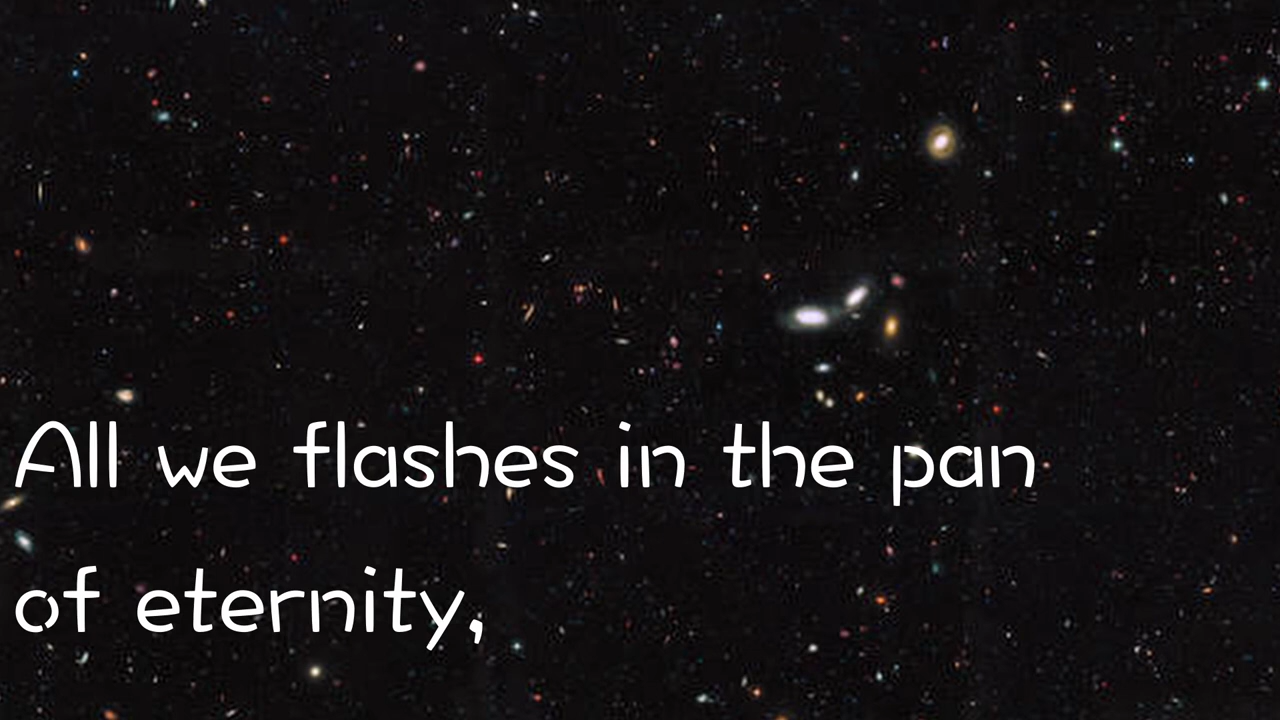 All we flashes in the pan
of eternity,